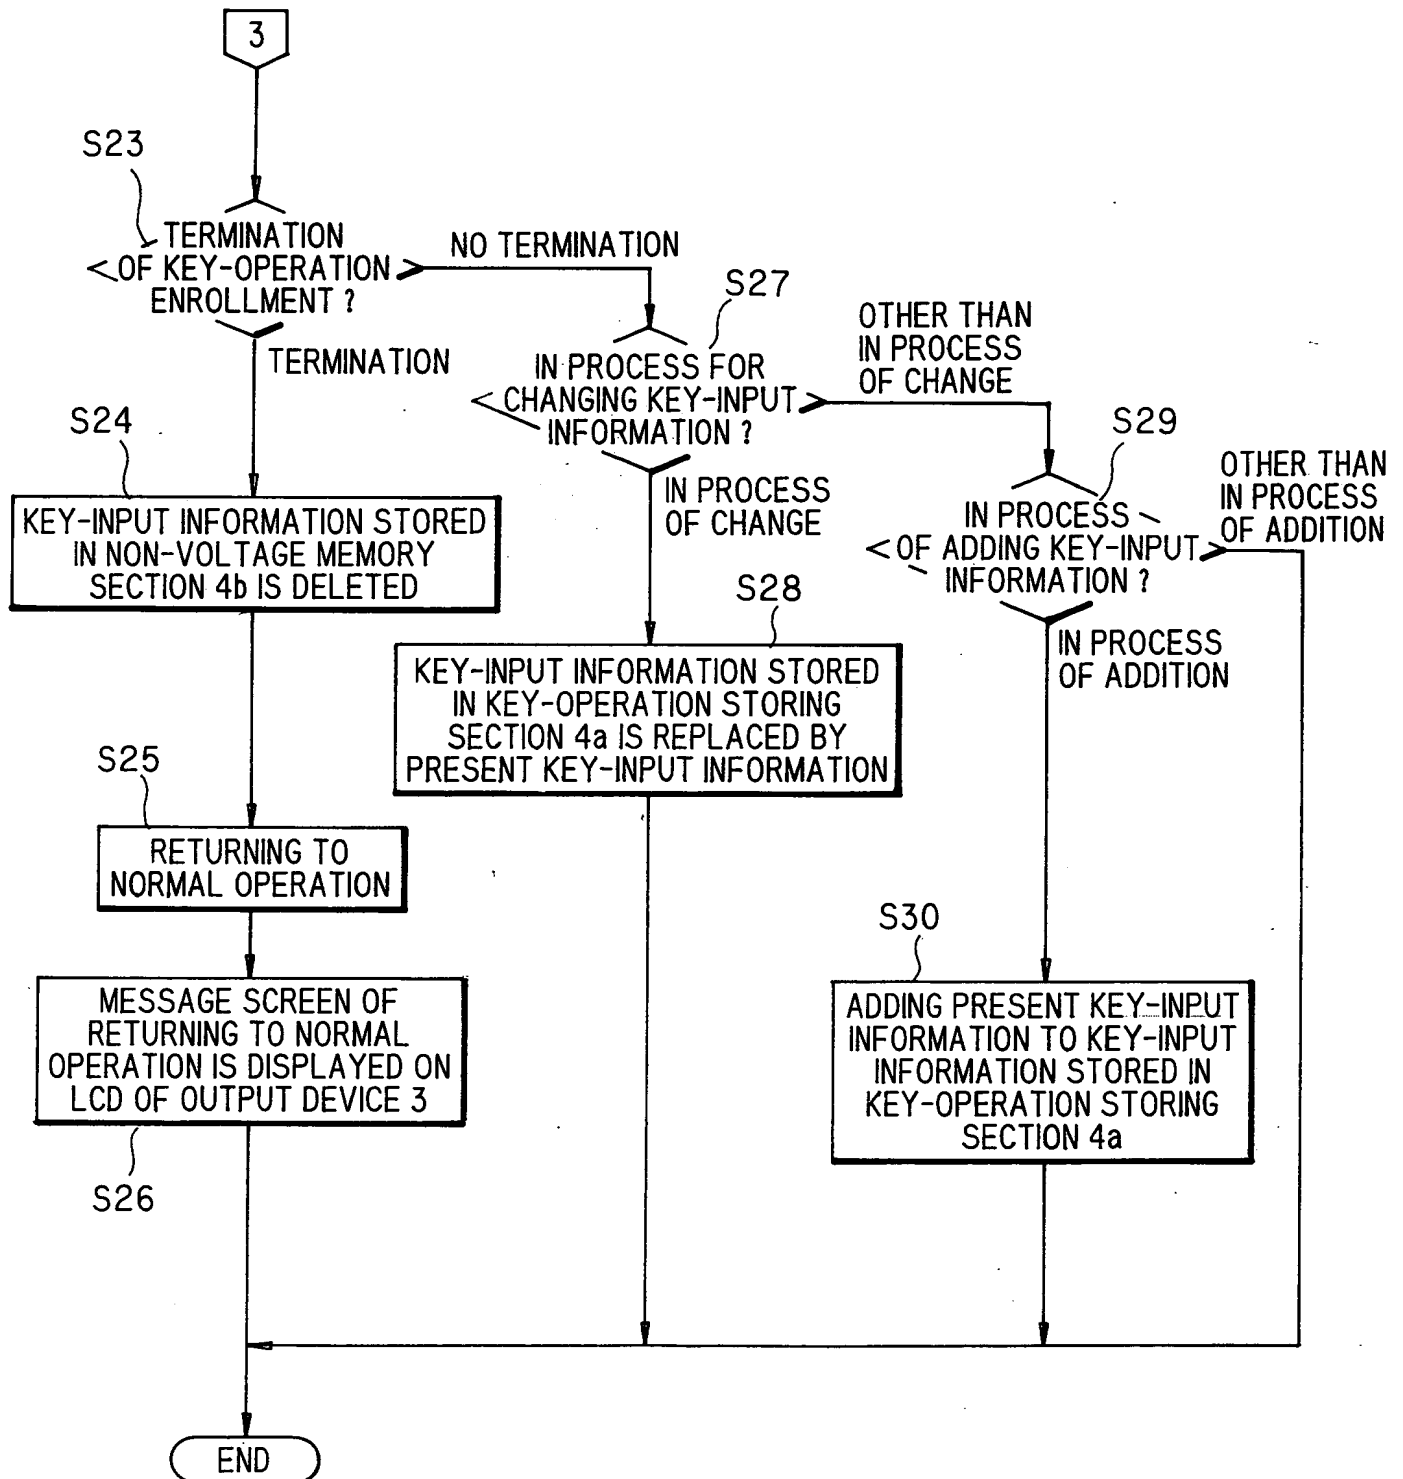 3
S23
TERMINATION
OF KEY-OPERATION
ENROLLMENT ?
NO TERMINATION
TERMINATION
S27
IN PROCESS FOR
CHANGING KEY-INPUT
INFORMATION ?
OTHER THAN
IN PROCESS
OF CHANGE
IN PROCESS
OF CHANGE
S29
IN PROCESS
OF ADDING KEY-INPUT
INFORMATION ?
OTHER THAN
IN PROCESS
OF ADDITION
IN PROCESS
OF ADDITION
S24
KEY-INPUT INFORMATION STORED
IN NON-VOLTAGE MEMORY
SECTION 4b IS DELETED
S28
KEY-INPUT INFORMATION STORED
IN KEY-OPERATION STORING
SECTION 4a IS REPLACED BY
PRESENT KEY-INPUT INFORMATION
S25
RETURNING TO
NORMAL OPERATION
S30
ADDING PRESENT KEY-INPUT
INFORMATION TO KEY-INPUT
INFORMATION STORED IN
KEY-OPERATION STORING
SECTION 4a
MESSAGE SCREEN OF
RETURNING TO NORMAL
OPERATION IS DISPLAYED ON
LCD OF OUTPUT DEVICE 3
S26
END